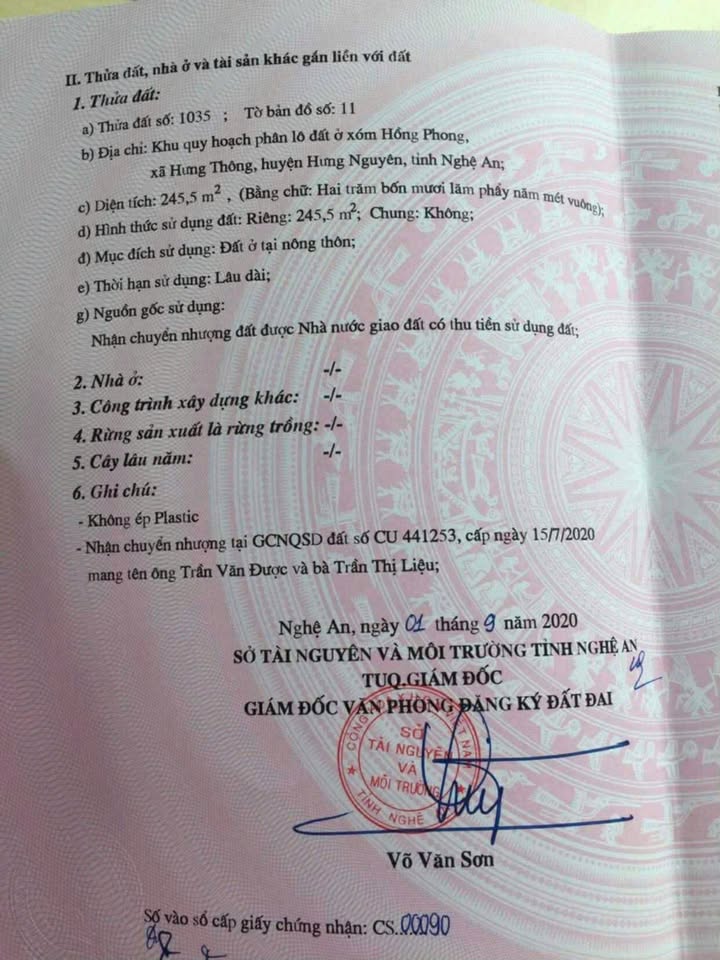 II. Thửa đất, nhà ở và tài sản khác gắn liền với đất
1. Thửa đất:
a) Thửa đất số: 1035 ; Tờ bản đồ số: 11
b) Địa chỉ: Khu quy hoạch phân lô đất ở xóm Hồng Phong,
xã Hưng Thông, huyện Hưng Nguyên, tỉnh Nghệ An;
c) Diện tích: 245,5 m², (Bằng chữ: Hai trăm bốn mươi lăm phẩy năm mét vuông);
d) Hình thức sử dụng đất: Riêng: 245,5 m²; Chung: Không;
đ) Mục đích sử dụng: Đất ở tại nông thôn;
e) Thời hạn sử dụng: Lâu dài;
g) Nguồn gốc sử dụng:
Nhận chuyển nhượng đất được Nhà nước giao đất có thu tiền sử dụng đất;
2. Nhà ở: -/-
3. Công trình xây dựng khác: -/-
4. Rừng sản xuất là rừng trồng: -/-
5. Cây lâu năm: -/-
6. Ghi chú:
- Không ép Plastic
- Nhận chuyển nhượng tại GCNQSD đất số CU 441253, cấp ngày 15/7/2020
mang tên ông Trần Văn Được và bà Trần Thị Liệu;
Nghệ An, ngày 01 tháng 9 năm 2020
SỞ TÀI NGUYÊN VÀ MÔI TRƯỜNG TỈNH NGHỆ AN
TUQ.GIÁM ĐỐC
GIÁM ĐỐC VĂN PHÒNG ĐĂNG KÝ ĐẤT ĐAI
SỞ
TÀI NGUYÊN
VÀ
MÔI TRƯỜNG
TỈNH NGHỆ
Võ Văn Sơn
Số vào sổ cấp giấy chứng nhận: CS.00090